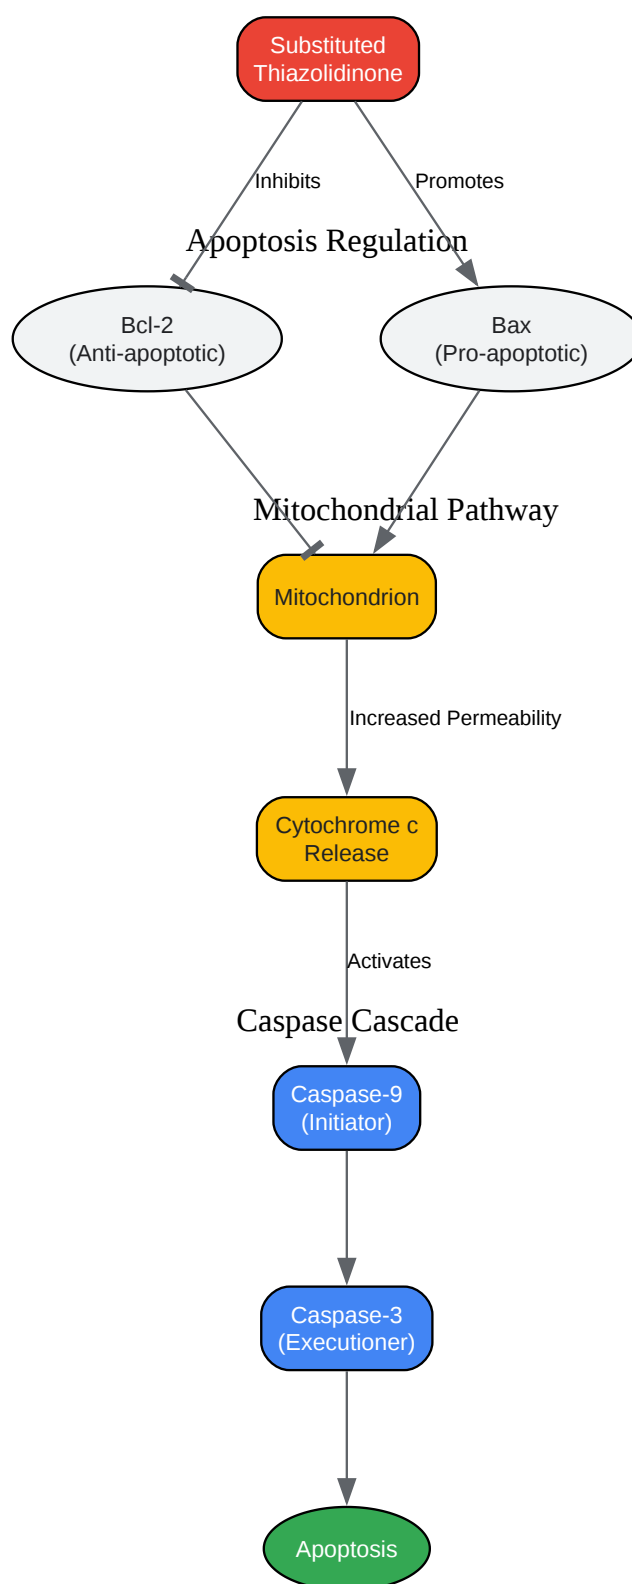 Substituted
Thiazolidinone
Inhibits
Promotes
Apoptosis Regulation
Bcl-2
(Anti-apoptotic)
Bax
(Pro-apoptotic)
Mitochondrial Pathway
Mitochondrion
Increased Permeability
Cytochrome c
Release
Activates
Caspase Cascade
Caspase-9
(Initiator)
Caspase-3
(Executioner)
Apoptosis